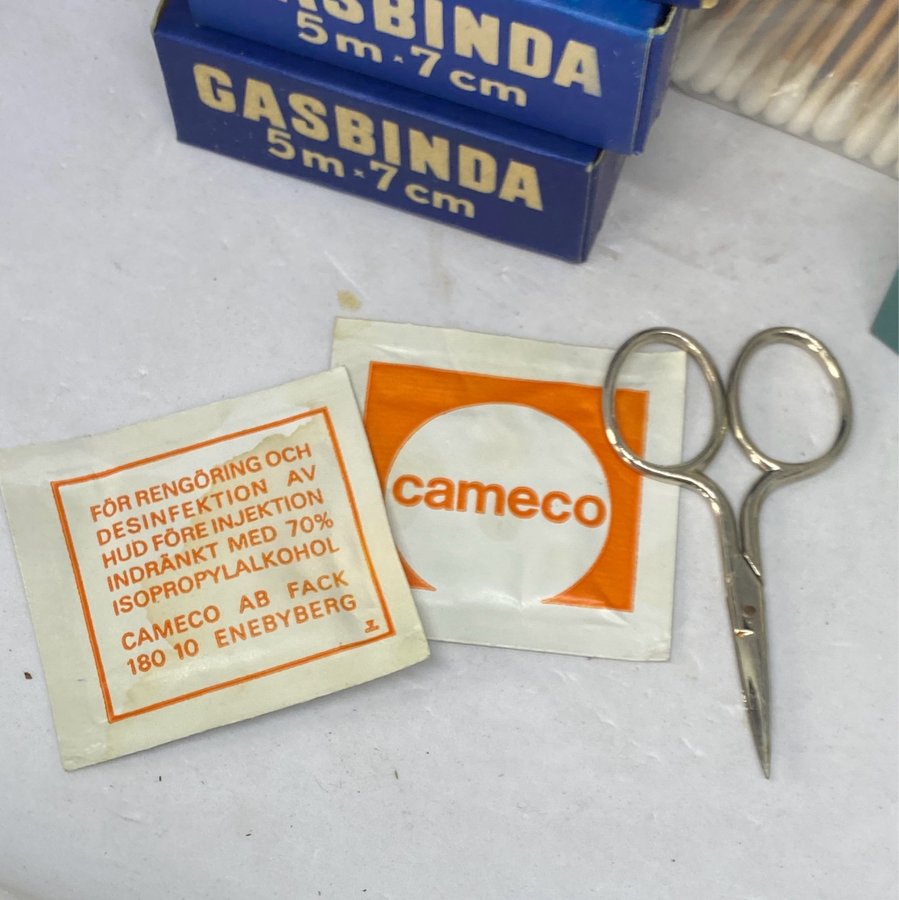 GASBINDA
5m×7cm
GASBINDA
5m×7cm
cameco
FÖR RENGÖRING OCH
DESINFEKTION AV
HUD FÖRE INJEKTION
INDRÄNKT MED 70%
ISOPROPYLALKOHOL
CAMECO AB FACK
180 10 ENEBYBERG